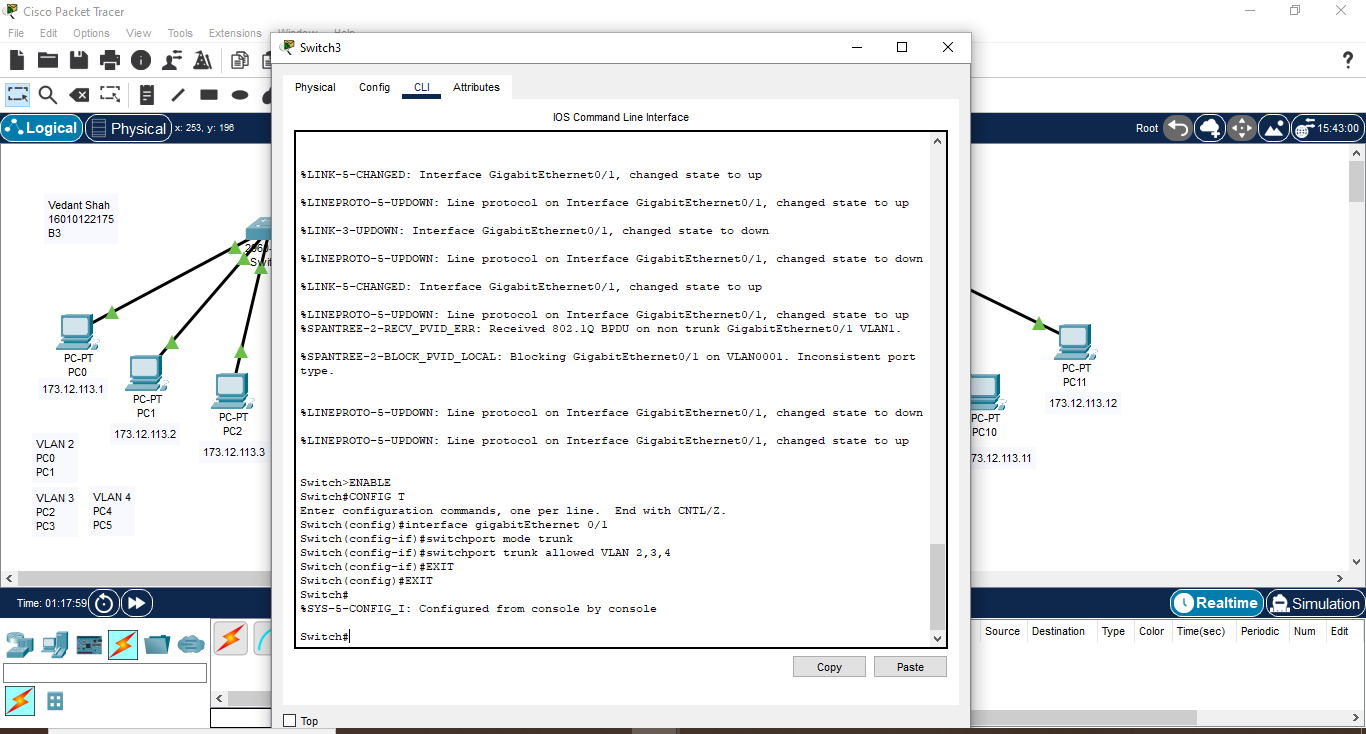 Cisco Packet Tracer
File Edit Options View Tools Extensions Window Help
Logical Physical x: 253, y: 196
Root 15:43:00
Vedant Shah
16010122175
B3
PC-PT
PC0
173.12.113.1
PC-PT
PC1
173.12.113.2
PC-PT
PC2
173.12.113.3
VLAN 2
PC0
PC1
VLAN 3
PC2
PC3
VLAN 4
PC4
PC5
Switch3
Physical Config CLI Attributes
IOS Command Line Interface
%LINK-5-CHANGED: Interface GigabitEthernet0/1, changed state to up
%LINEPROTO-5-UPDOWN: Line protocol on Interface GigabitEthernet0/1, changed state to up
%LINK-3-UPDOWN: Interface GigabitEthernet0/1, changed state to down
%LINEPROTO-5-UPDOWN: Line protocol on Interface GigabitEthernet0/1, changed state to down
%LINK-5-CHANGED: Interface GigabitEthernet0/1, changed state to up
%LINEPROTO-5-UPDOWN: Line protocol on Interface GigabitEthernet0/1, changed state to up
%SPANTREE-2-RECV_PVID_ERR: Received 802.1Q BPDU on non trunk GigabitEthernet0/1 VLAN1.
%SPANTREE-2-BLOCK_PVID_LOCAL: Blocking GigabitEthernet0/1 on VLAN0001. Inconsistent port
type.
%LINEPROTO-5-UPDOWN: Line protocol on Interface GigabitEthernet0/1, changed state to down
%LINEPROTO-5-UPDOWN: Line protocol on Interface GigabitEthernet0/1, changed state to up
Switch>ENABLE
Switch#CONFIG T
Enter configuration commands, one per line. End with CNTL/Z.
Switch(config)#interface gigabitEthernet 0/1
Switch(config-if)#switchport mode trunk
Switch(config-if)#switchport trunk allowed VLAN 2,3,4
Switch(config-if)#EXIT
Switch(config)#EXIT
Switch#
%SYS-5-CONFIG_I: Configured from console by console
Switch#
Copy Paste
Top
PC-PT
PC11
173.12.113.12
PC-PT
PC10
73.12.113.11
Time: 01:17:59
Realtime Simulation
Source Destination Type Color Time(sec) Periodic Num Edit